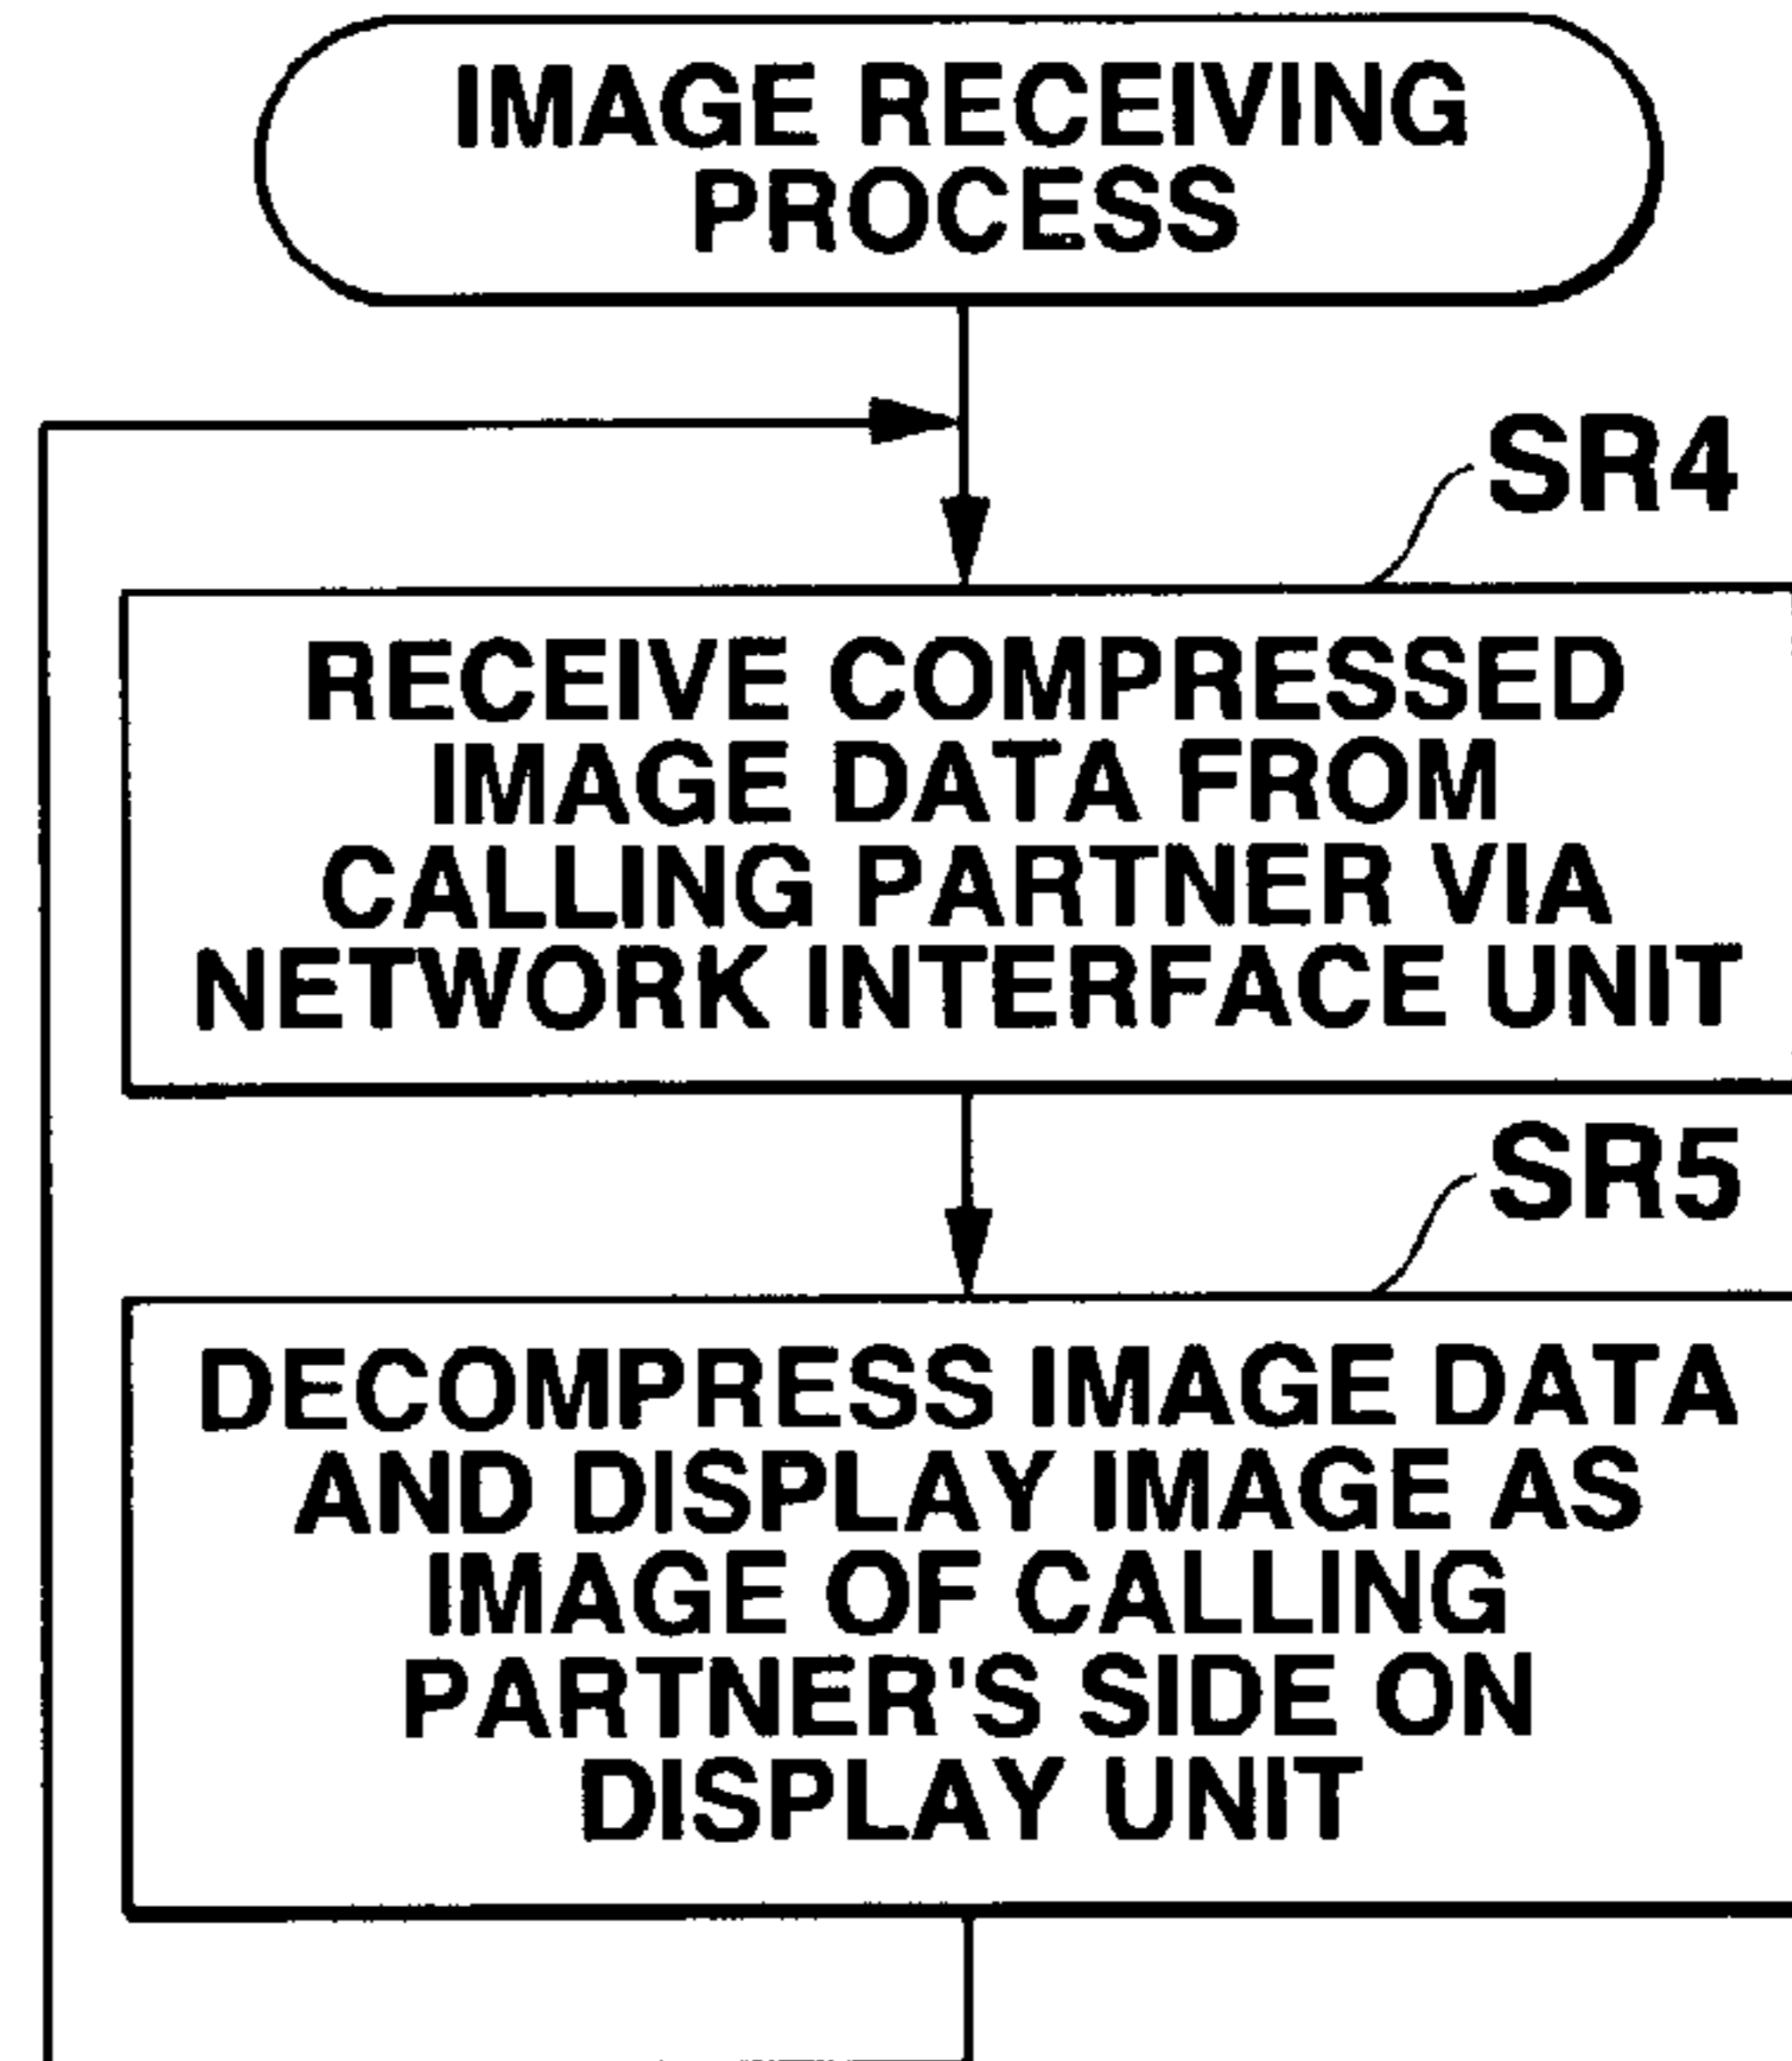 IMAGE RECEIVING
PROCESS
SR4
RECEIVE COMPRESSED
IMAGE DATA FROM
CALLING PARTNER VIA
NETWORK INTERFACE UNIT
SR5
DECOMPRESS IMAGE DATA
AND DISPLAY IMAGE AS
IMAGE OF CALLING
PARTNER'S SIDE ON
DISPLAY UNIT